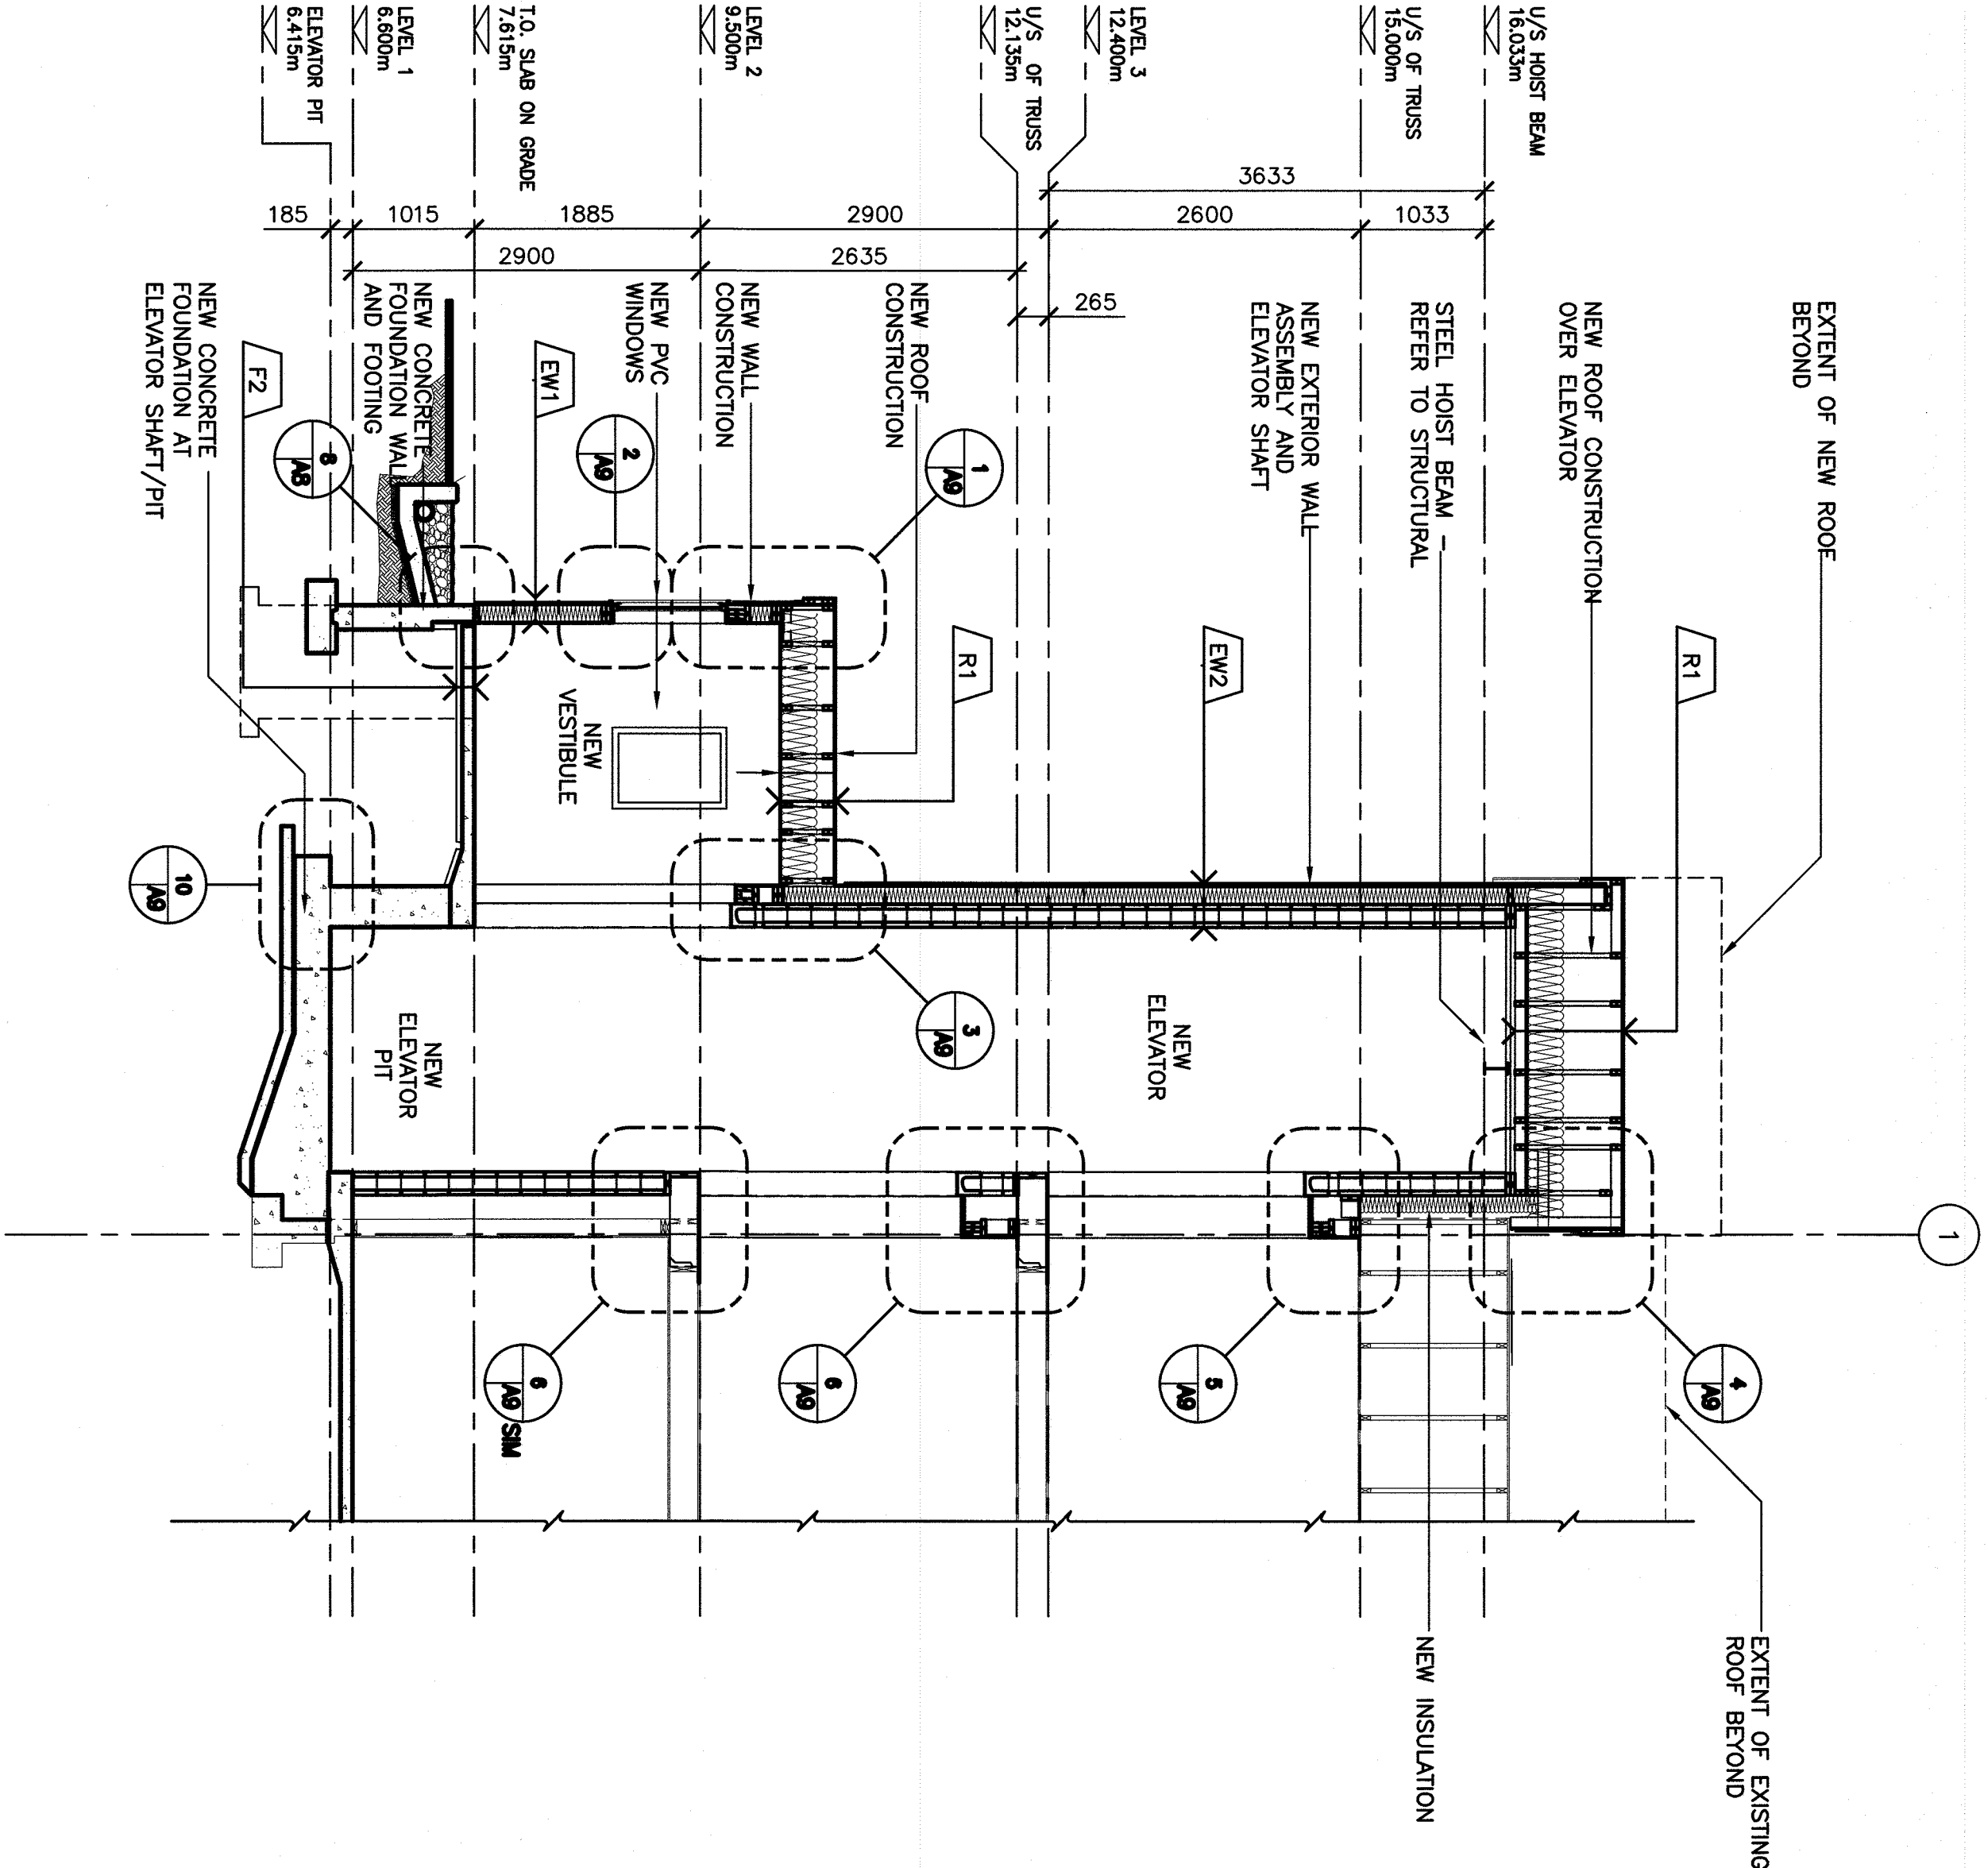 EXTENT OF NEW ROOF
BEYOND
NEW ROOF CONSTRUCTION
OVER ELEVATOR
R1
1
U/S HOIST BEAM
16.033m
STEEL HOIST BEAM -
REFER TO STRUCTURAL
4
A9
EXTENT OF EXISTING
ROOF BEYOND
U/S OF TRUSS
15.000m
1033
NEW INSULATION
3633
2600
NEW EXTERIOR WALL
ASSEMBLY AND
ELEVATOR SHAFT
EW2
NEW
ELEVATOR
5
A9
LEVEL 3
12.400m
U/S OF TRUSS
12.135m
265
R1
1
A9
3
A9
NEW ROOF
CONSTRUCTION
2900
2635
6
A9
LEVEL 2
9.500m
NEW WALL
CONSTRUCTION
NEW PVC
WINDOWS
2
A9
NEW
VESTIBULE
EW1
1885
2900
6
A9 SIM
T.O. SLAB ON GRADE
7.615m
NEW CONCRETE
FOUNDATION WALL
AND FOOTING
1015
NEW
ELEVATOR
PIT
LEVEL 1
6.600m
8
A8
ELEVATOR PIT
6.415m
185
F2
NEW CONCRETE
FOUNDATION AT
ELEVATOR SHAFT/PIT
10
A9